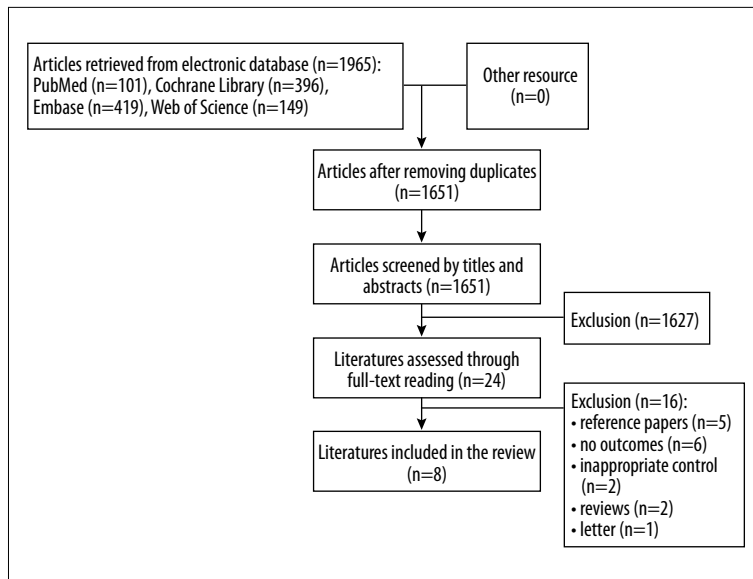 Articles retrieved from electronic database (n=1965):
PubMed (n=101), Cochrane Library (n=396),
Embase (n=419), Web of Science (n=149)
Other resource
(n=0)
Articles after removing duplicates
(n=1651)
Articles screened by titles and
abstracts (n=1651)
Exclusion (n=1627)
Literatures assessed through
full-text reading (n=24)
Exclusion (n=16):
• reference papers (n=5)
• no outcomes (n=6)
• inappropriate control
(n=2)
• reviews (n=2)
• letter (n=1)
Literatures included in the review
(n=8)